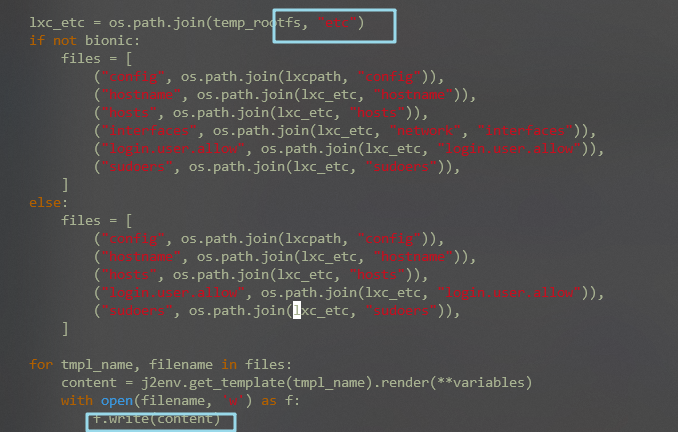 lxc_etc = os.path.join(temp_rootfs, "etc")
if not bionic:
    files = [
        ("config", os.path.join(lxcpath, "config")),
        ("hostname", os.path.join(lxc_etc, "hostname")),
        ("hosts", os.path.join(lxc_etc, "hosts")),
        ("interfaces", os.path.join(lxc_etc, "network", "interfaces")),
        ("login.user.allow", os.path.join(lxc_etc, "login.user.allow")),
        ("sudoers", os.path.join(lxc_etc, "sudoers")),
    ]
else:
    files = [
        ("config", os.path.join(lxcpath, "config")),
        ("hostname", os.path.join(lxc_etc, "hostname")),
        ("hosts", os.path.join(lxc_etc, "hosts")),
        ("login.user.allow", os.path.join(lxc_etc, "login.user.allow")),
        ("sudoers", os.path.join(lxc_etc, "sudoers")),
    ]
for tmpl_name, filename in files:
    content = j2env.get_template(tmpl_name).render(**variables)
    with open(filename, "w") as f:
        f.write(content)